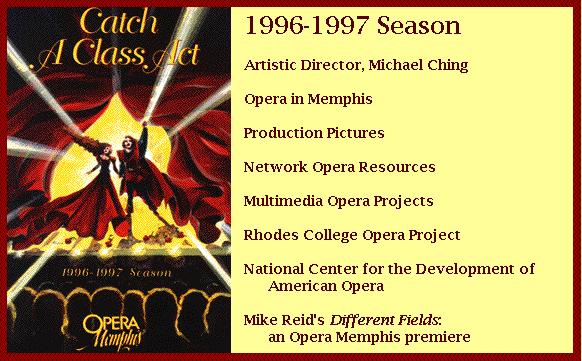 Catch
A Class Act
1996-1997 Season
OPERA
Memphis
1996-1997 Season
Artistic Director, Michael Ching
Opera in Memphis
Production Pictures
Network Opera Resources
Multimedia Opera Projects
Rhodes College Opera Project
National Center for the Development of
American Opera
Mike Reid's Different Fields:
an Opera Memphis premiere